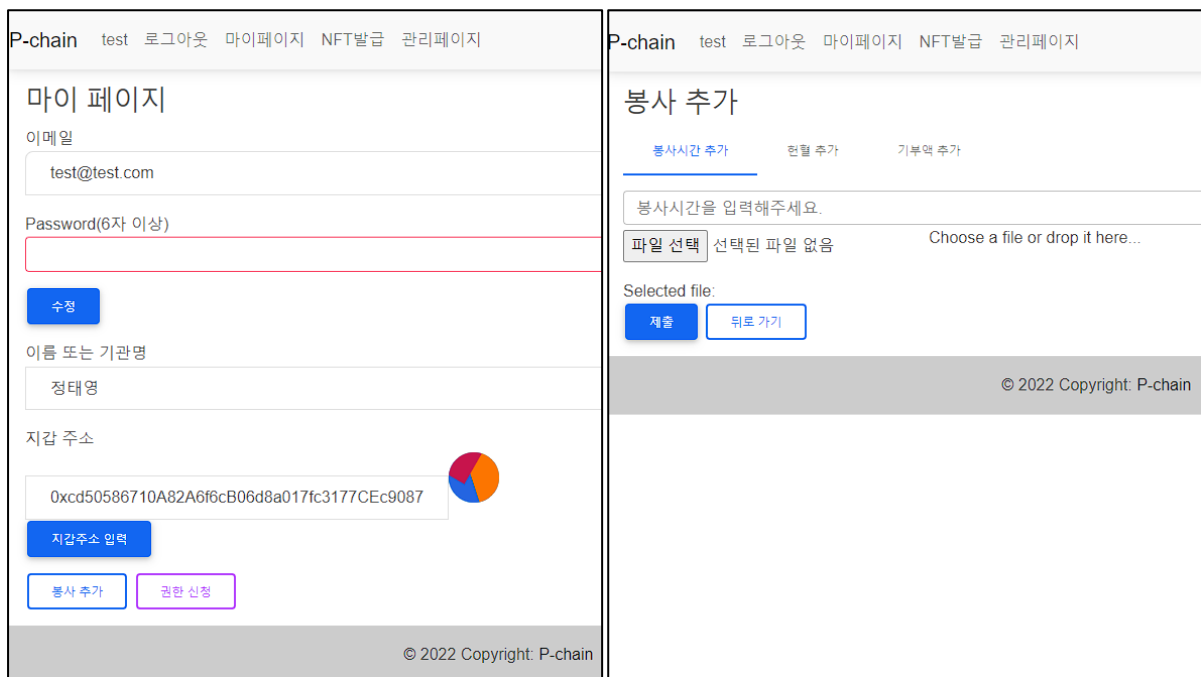 P-chain test 로그아웃 마이페이지 NFT발급 관리페이지
마이 페이지
이메일
test@test.com
Password(6자 이상)
수정
이름 또는 기관명
정태영
지갑 주소
0xcd50586710A82A6f6cB06d8a017fc3177CEc9087
지갑주소 입력
봉사 추가 권한 신청
© 2022 Copyright: P-chain
P-chain test 로그아웃 마이페이지 NFT발급 관리페이지
봉사 추가
봉사시간 추가 헌혈 추가 기부액 추가
봉사시간을 입력해주세요.
파일 선택 선택된 파일 없음 Choose a file or drop it here...
Selected file:
제출 뒤로 가기
© 2022 Copyright: P-chain